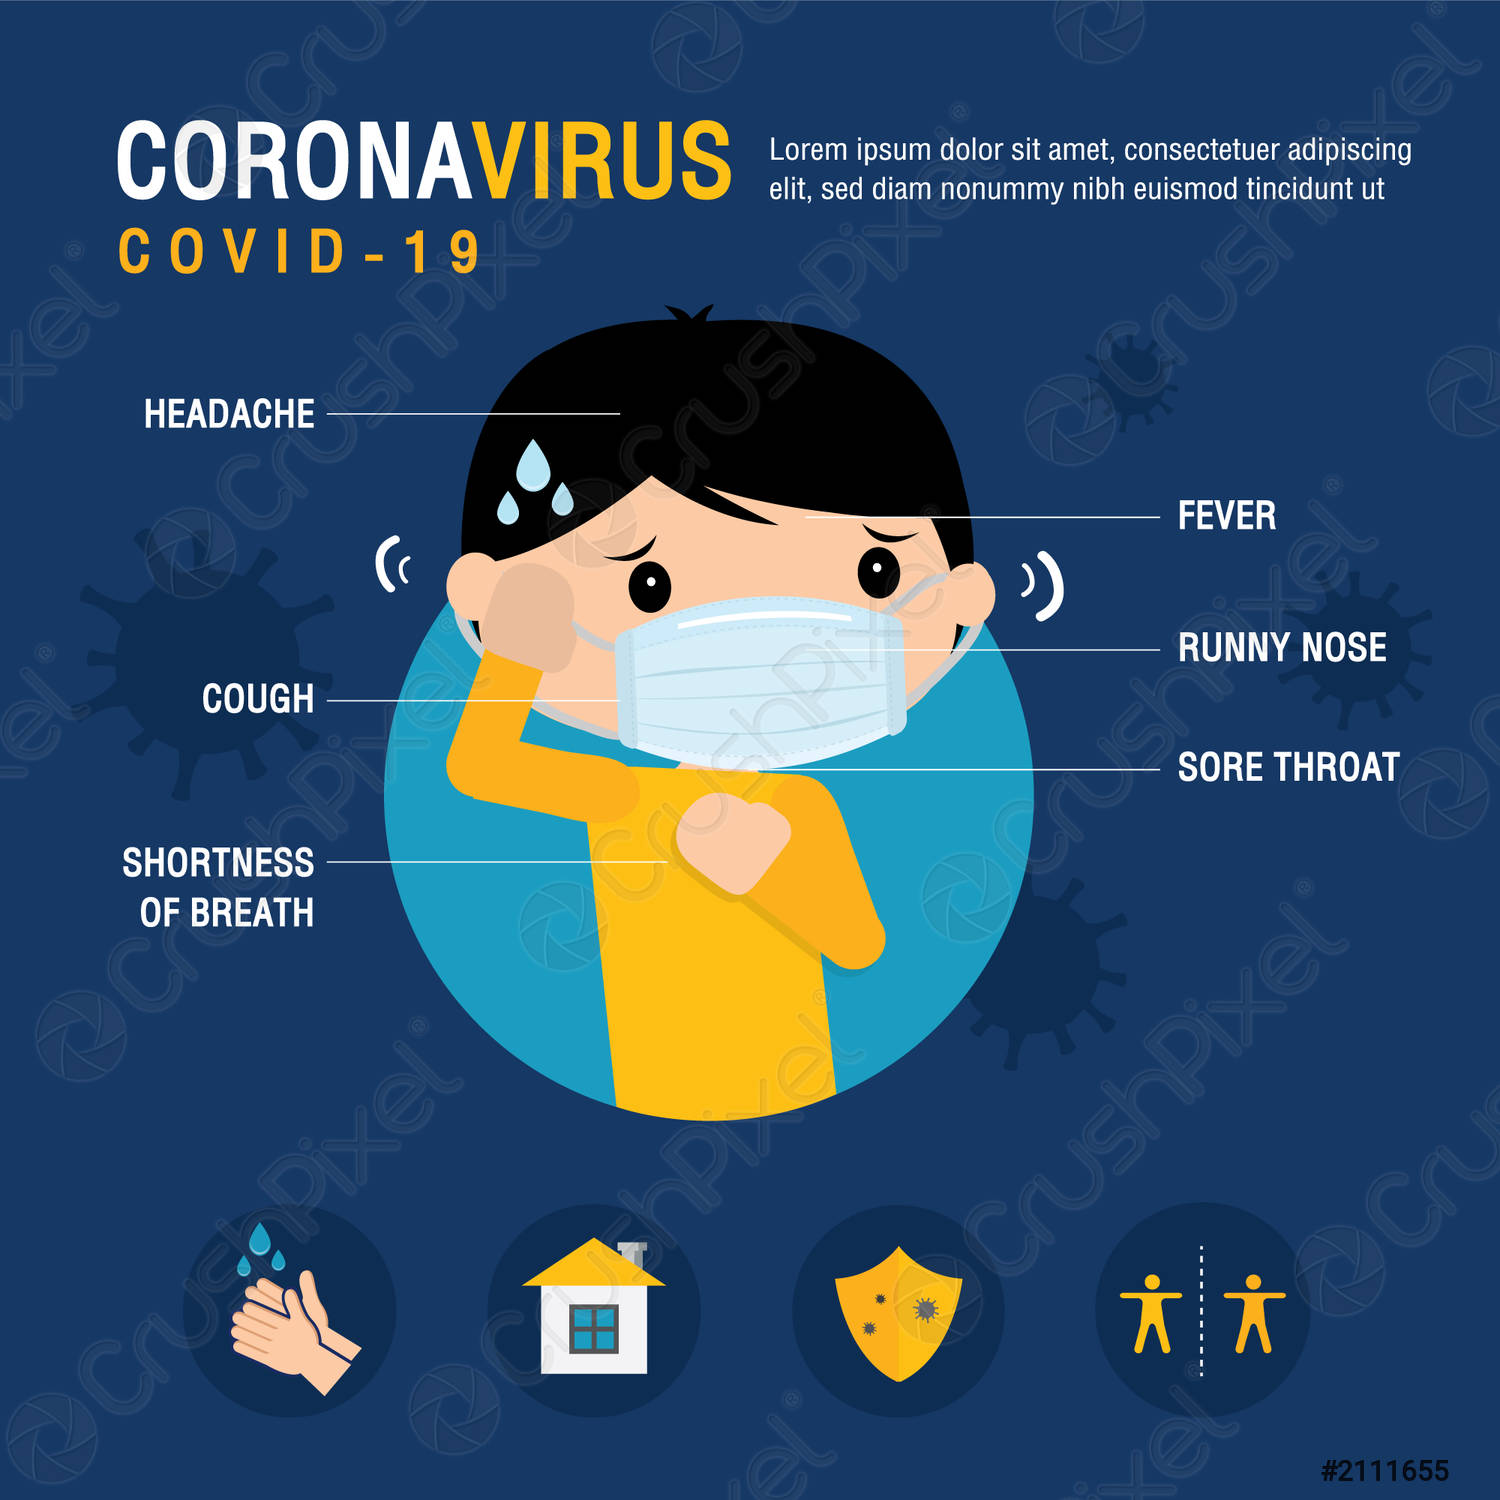 CORONAVIRUS
COVID-19
Lorem ipsum dolor sit amet, consectetuer adipiscing
elit, sed diam nonummy nibh euismod tincidunt ut
HEADACHE
FEVER
RUNNY NOSE
COUGH
SORE THROAT
SHORTNESS
OF BREATH
CrushPixel
#2111655